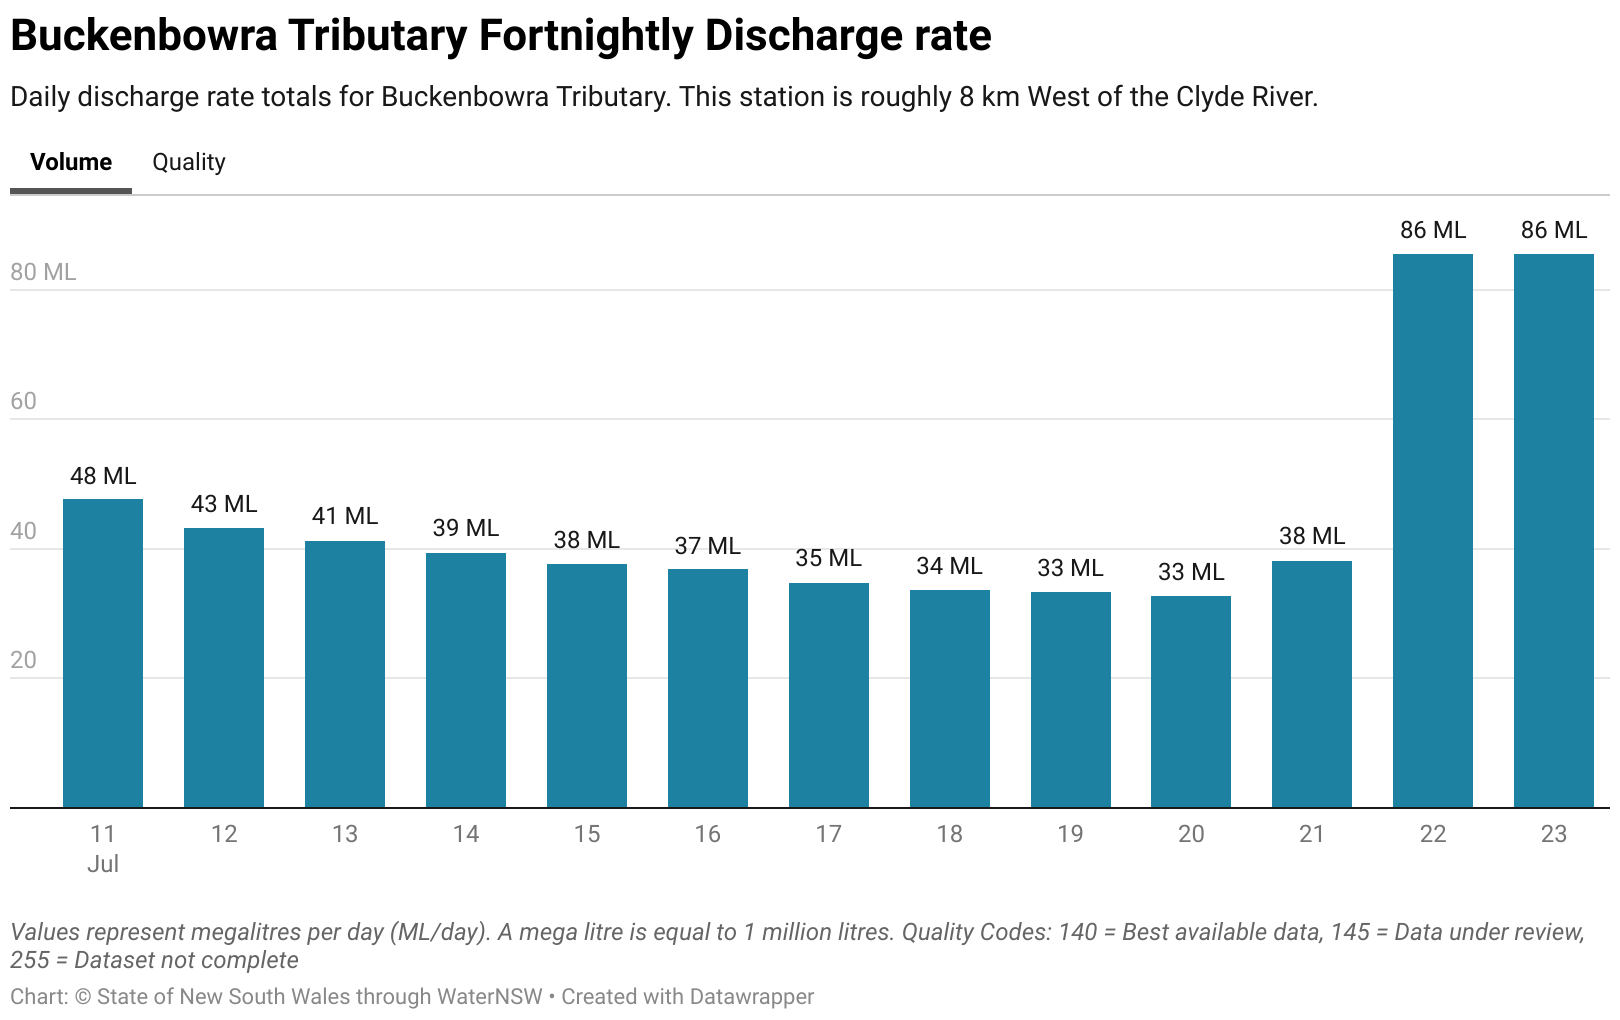 Buckenbowra Tributary Fortnightly Discharge rate
Daily discharge rate totals for Buckenbowra Tributary. This station is roughly 8 km West of the Clyde River.
Volume Quality
86 ML 86 ML
80 ML
60
48 ML
43 ML
41 ML
39 ML
40
38 ML
37 ML
35 ML
34 ML
33 ML
33 ML
38 ML
20
11 12 13 14 15 16 17 18 19 20 21 22 23
Jul
Values represent megalitres per day (ML/day). A mega litre is equal to 1 million litres. Quality Codes: 140 = Best available data, 145 = Data under review,
255 = Dataset not complete
Chart: © State of New South Wales through WaterNSW • Created with Datawrapper